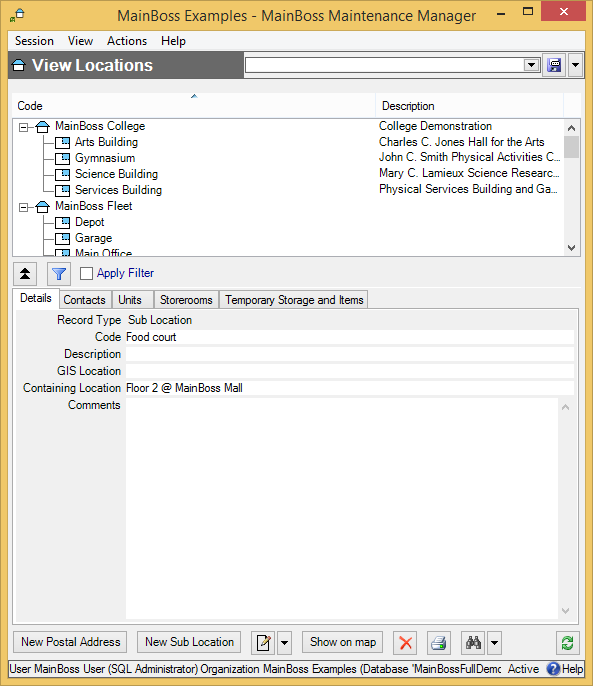 MainBoss Examples - MainBoss Maintenance Manager
Session View Actions Help
View Locations
Code Description
MainBoss College College Demonstration
Arts Building Charles C. Jones Hall for the Arts
Gymnasium John C. Smith Physical Activities C...
Science Building Mary C. Lamieux Science Researc...
Services Building Physical Services Building and Ga...
MainBoss Fleet
Depot
Garage
Main Office
Apply Filter
Details Contacts Units Storerooms Temporary Storage and Items
Record Type Sub Location
Code Food court
Description
GIS Location
Containing Location Floor 2 @ MainBoss Mall
Comments
New Postal Address New Sub Location Show on map
User MainBoss User (SQL Administrator) Organization MainBoss Examples (Database 'MainBossFullDemo Active Help